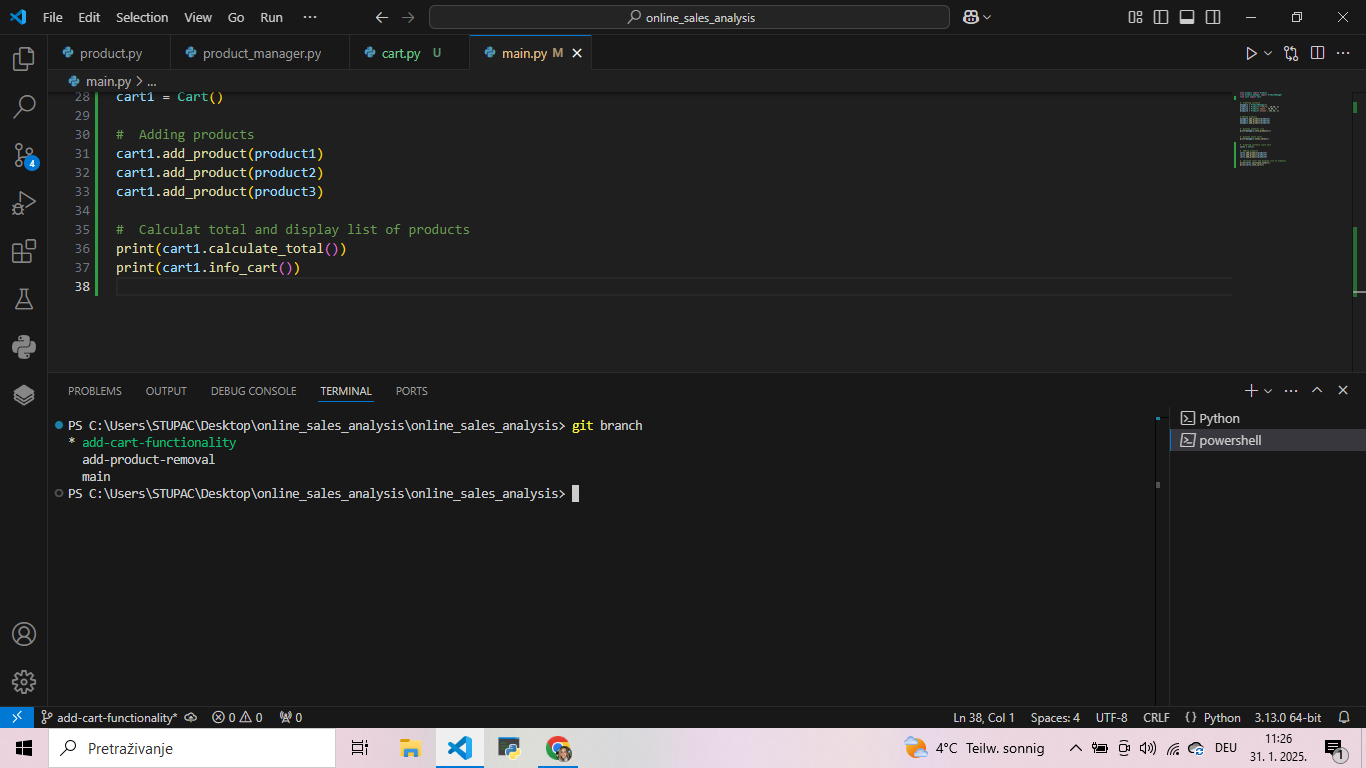 File Edit Selection View Go Run ··· online_sales_analysis
product.py product_manager.py cart.py U main.py M
main.py > ...
28 cart1 = Cart()
29
30 #  Adding products
31 cart1.add_product(product1)
32 cart1.add_product(product2)
33 cart1.add_product(product3)
34
35 #  Calculat total and display list of products
36 print(cart1.calculate_total())
37 print(cart1.info_cart())
38
4
PROBLEMS OUTPUT DEBUG CONSOLE TERMINAL PORTS
Python
powershell
PS C:\Users\STUPAC\Desktop\online_sales_analysis\online_sales_analysis> git branch
* add-cart-functionality
add-product-removal
main
PS C:\Users\STUPAC\Desktop\online_sales_analysis\online_sales_analysis>
add-cart-functionality* 0 0 0 Ln 38, Col 1 Spaces: 4 UTF-8 CRLF {} Python 3.13.0 64-bit
Pretraživanje 4°C Teilw. sonnig DEU 11:26
31. 1. 2025. 1